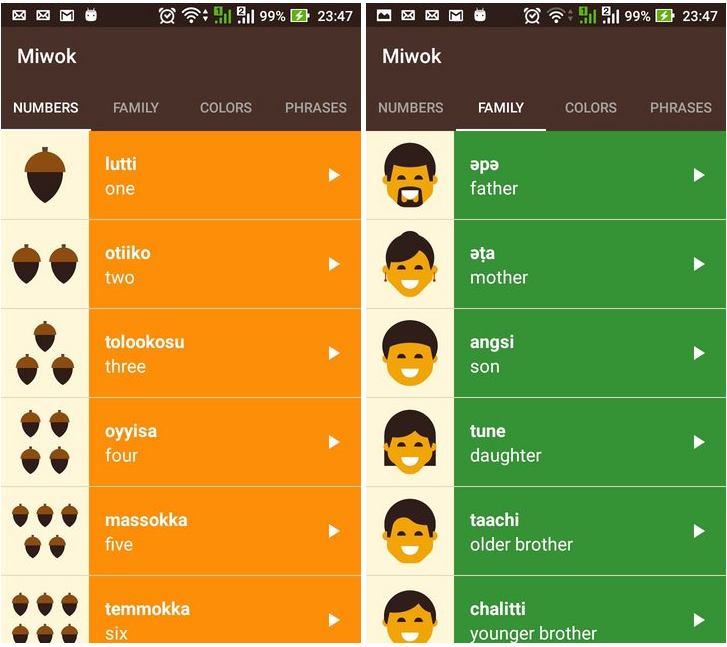 99% 23:47
Miwok
NUMBERS FAMILY COLORS PHRASES
lutti
one
otiiko
two
tolookosu
three
oyyisa
four
massokka
five
temmokka
six
99% 23:47
Miwok
NUMBERS FAMILY COLORS PHRASES
əpə
father
əṭa
mother
angsi
son
tune
daughter
taachi
older brother
chalitti
younger brother